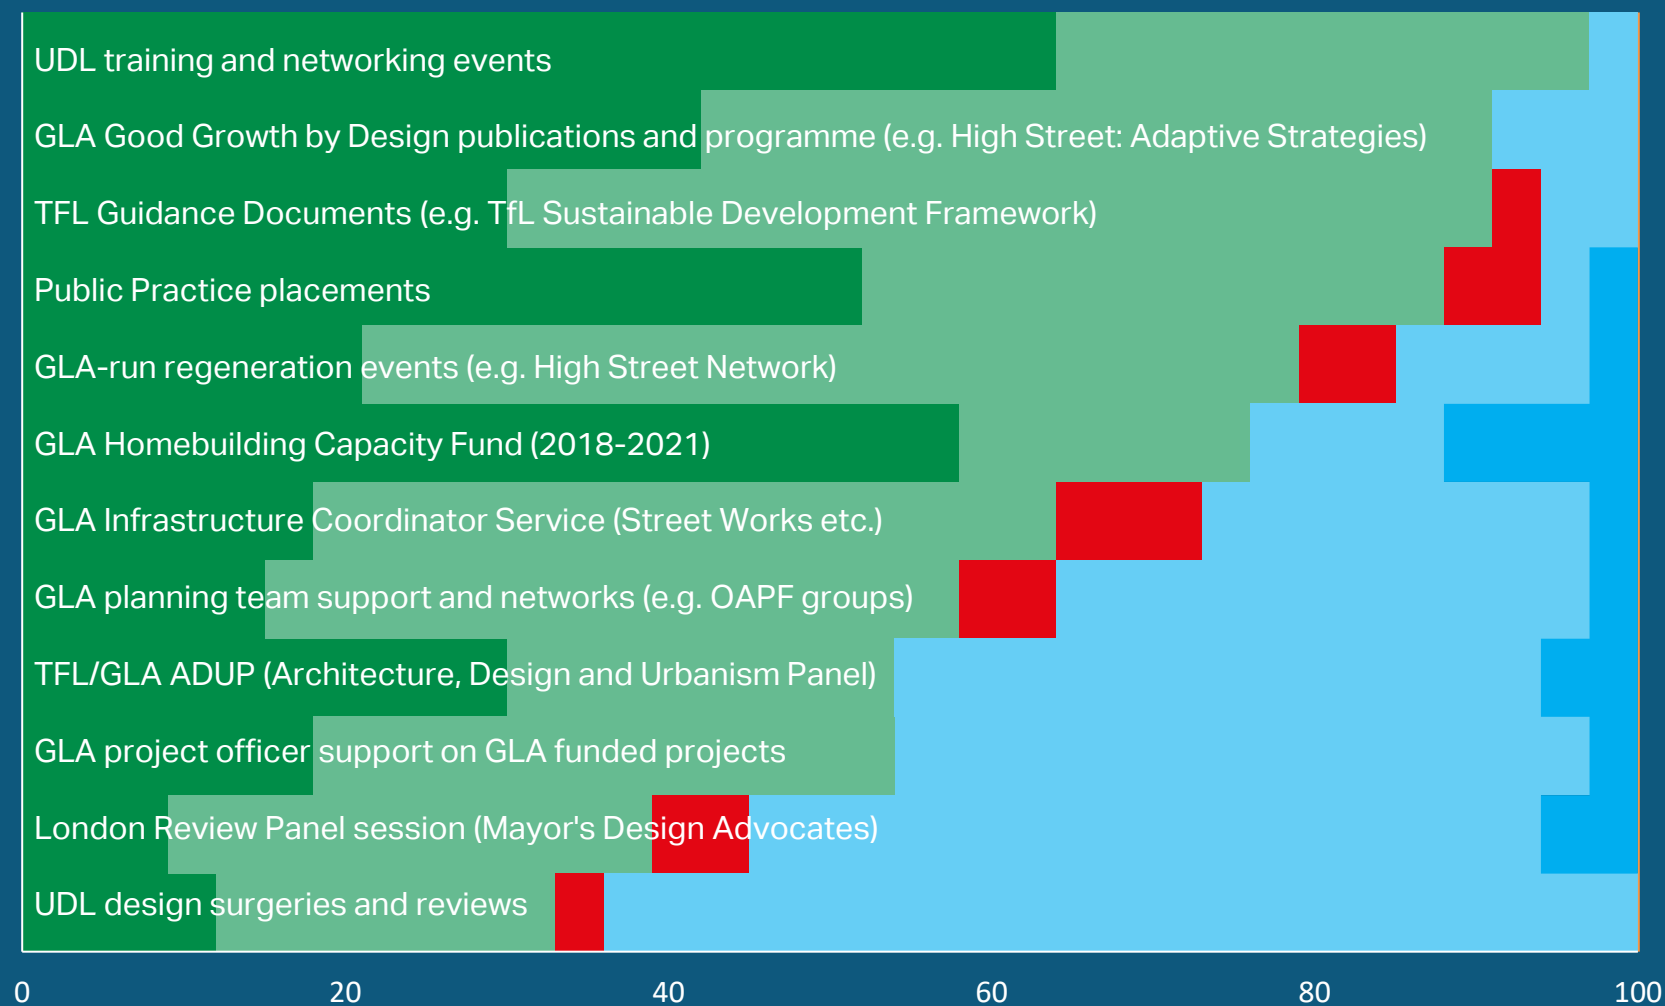 UDL training and networking events
GLA Good Growth by Design publications and programme (e.g. High Street: Adaptive Strategies)
TFL Guidance Documents (e.g. TfL Sustainable Development Framework)
Public Practice placements
GLA-run regeneration events (e.g. High Street Network)
GLA Homebuilding Capacity Fund (2018-2021)
GLA Infrastructure Coordinator Service (Street Works etc.)
GLA planning team support and networks (e.g. OAPF groups)
TFL/GLA ADUP (Architecture, Design and Urbanism Panel)
GLA project officer support on GLA funded projects
London Review Panel session (Mayor's Design Advocates)
UDL design surgeries and reviews
0 20 40 60 80 100